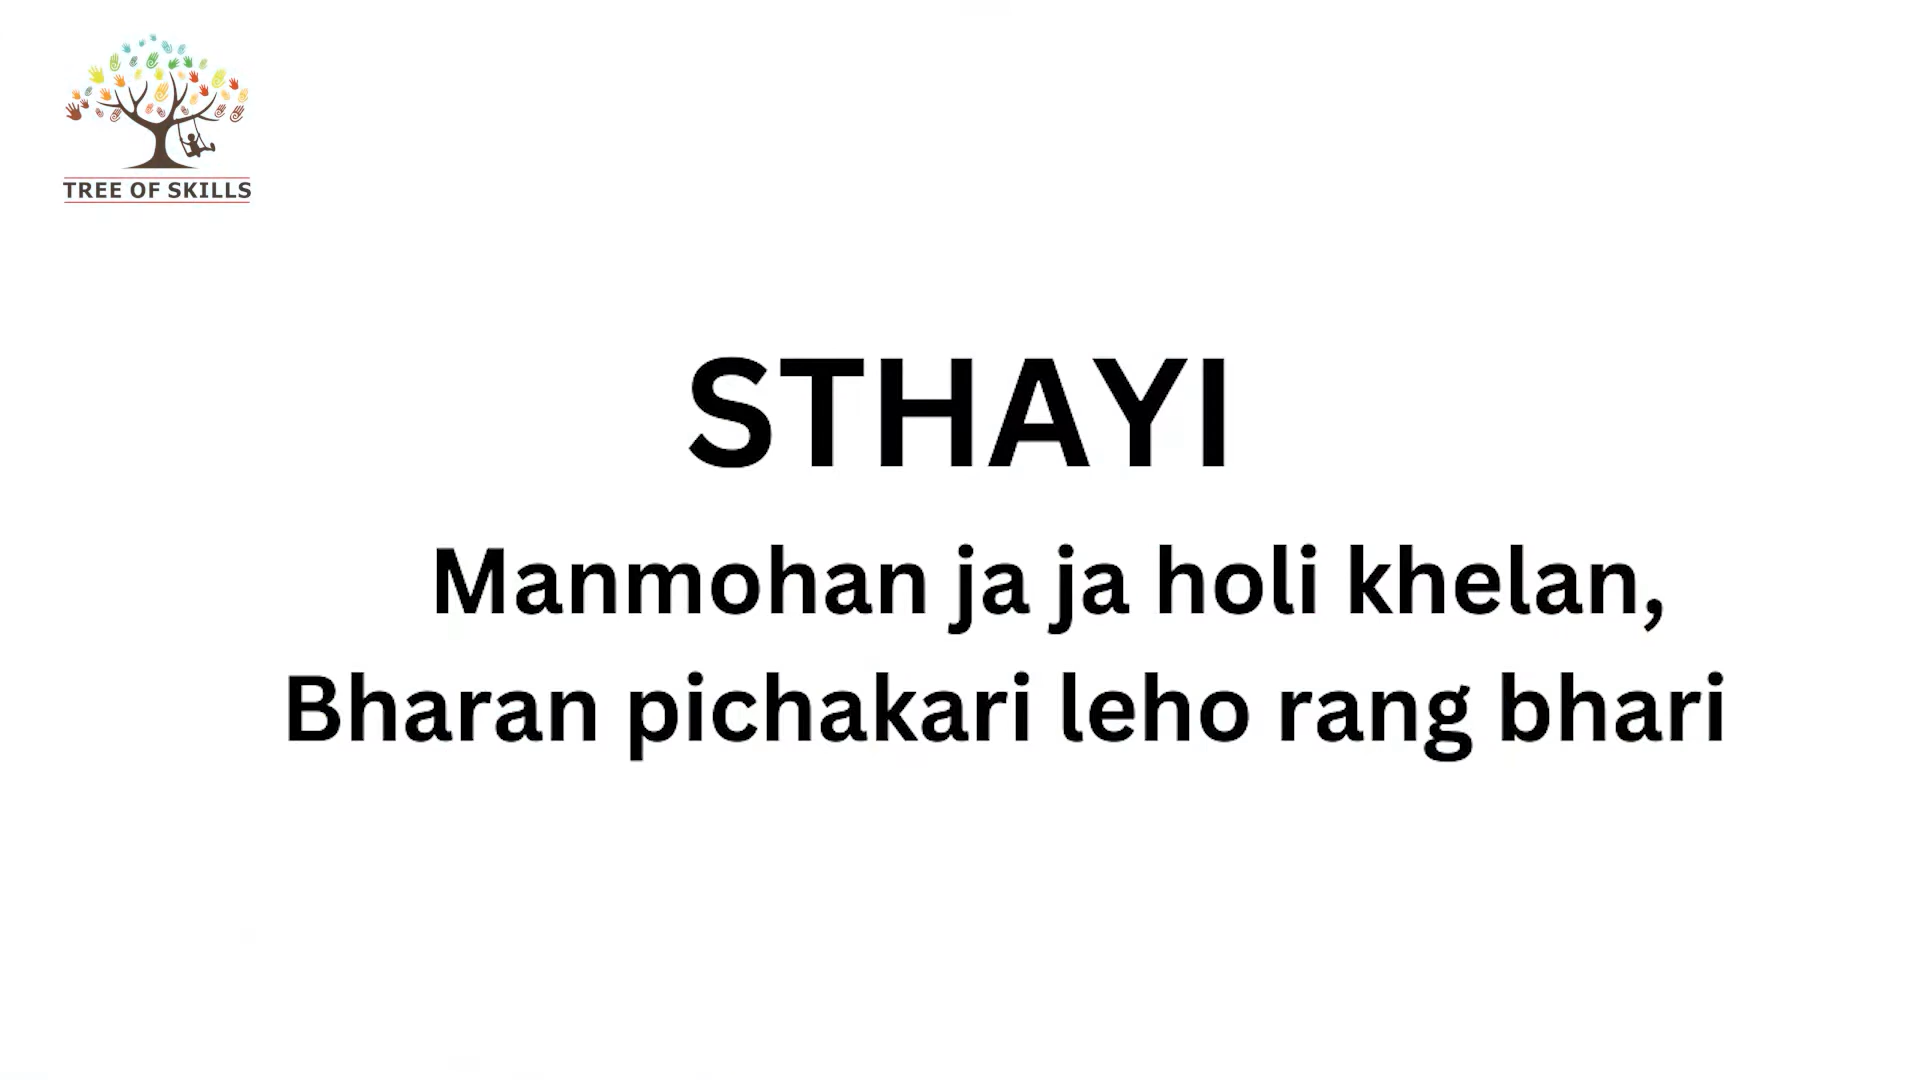 TREE OF SKILLS
STHAYI
Manmohan ja ja holi khelan,
Bharan pichakari leho rang bhari